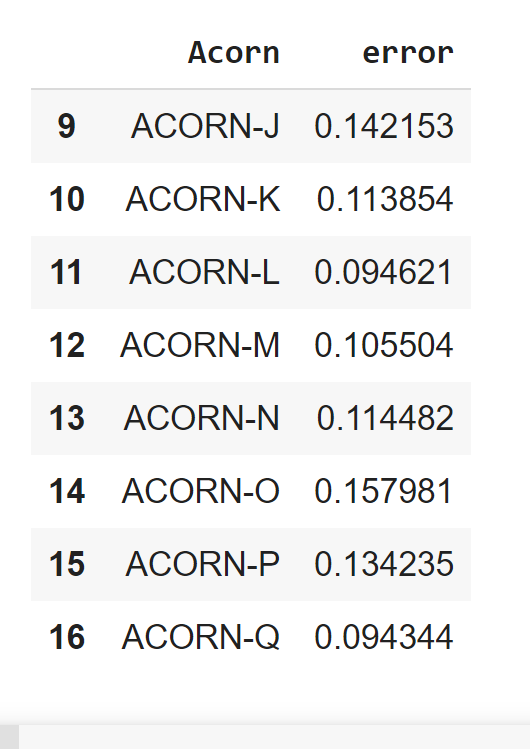 Acorn error
9 ACORN-J 0.142153
10 ACORN-K 0.113854
11 ACORN-L 0.094621
12 ACORN-M 0.105504
13 ACORN-N 0.114482
14 ACORN-O 0.157981
15 ACORN-P 0.134235
16 ACORN-Q 0.094344